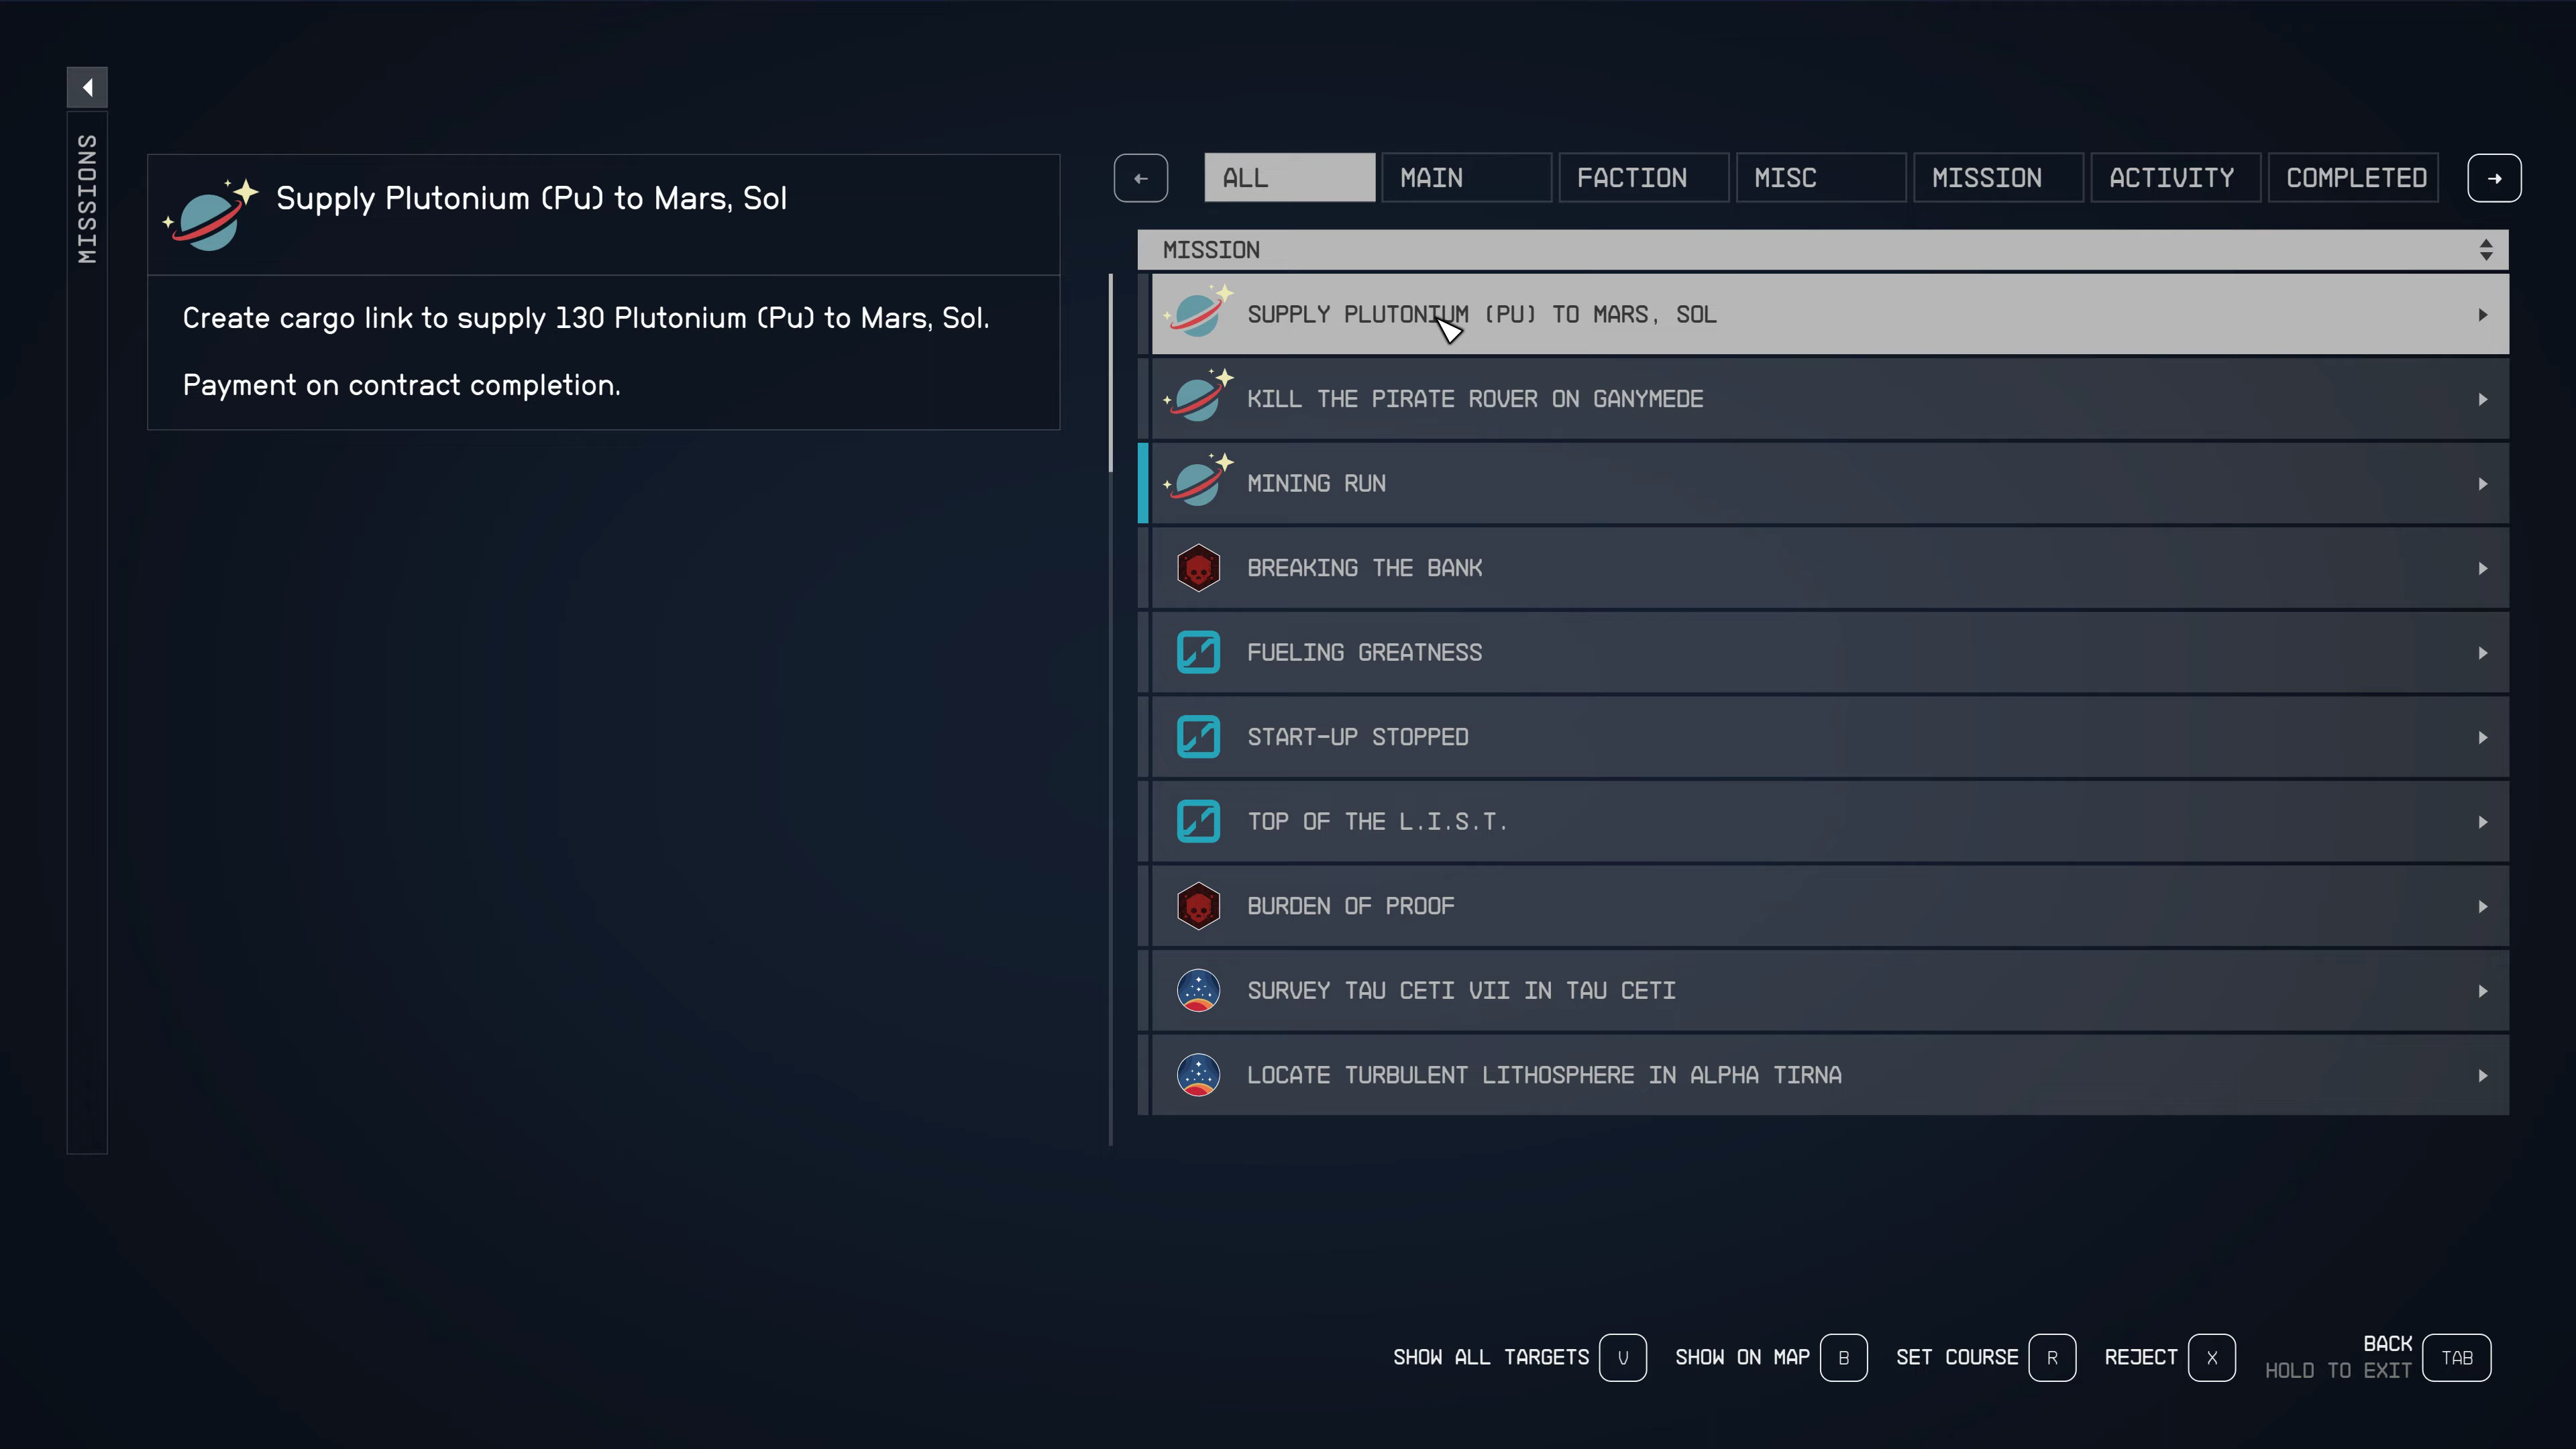 MISSIONS
Supply Plutonium (Pu) to Mars, Sol
Create cargo link to supply 130 Plutonium (Pu) to Mars, Sol.
Payment on contract completion.
ALL MAIN FACTION MISC MISSION ACTIVITY COMPLETED
MISSION
SUPPLY PLUTONIUM (PU) TO MARS, SOL
KILL THE PIRATE ROVER ON GANYMEDE
MINING RUN
BREAKING THE BANK
FUELING GREATNESS
START-UP STOPPED
TOP OF THE L.I.S.T.
BURDEN OF PROOF
SURVEY TAU CETI VII IN TAU CETI
LOCATE TURBULENT LITHOSPHERE IN ALPHA TIRNA
SHOW ALL TARGETS V SHOW ON MAP B SET COURSE R REJECT X BACK TAB
HOLD TO EXIT